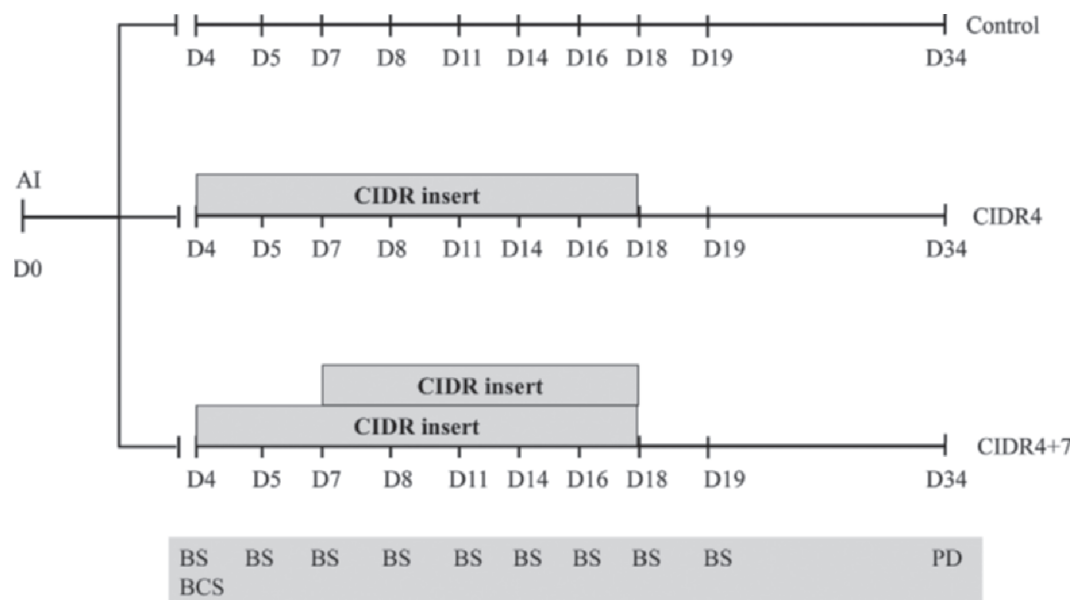 Control
D4 D5 D7 D8 D11 D14 D16 D18 D19 D34
AI
CIDR insert
CIDR4
D4 D5 D7 D8 D11 D14 D16 D18 D19 D34
D0
CIDR insert
CIDR insert
CIDR4+7
D4 D5 D7 D8 D11 D14 D16 D18 D19 D34
BS BS BS BS BS BS BS BS BS PD
BCS